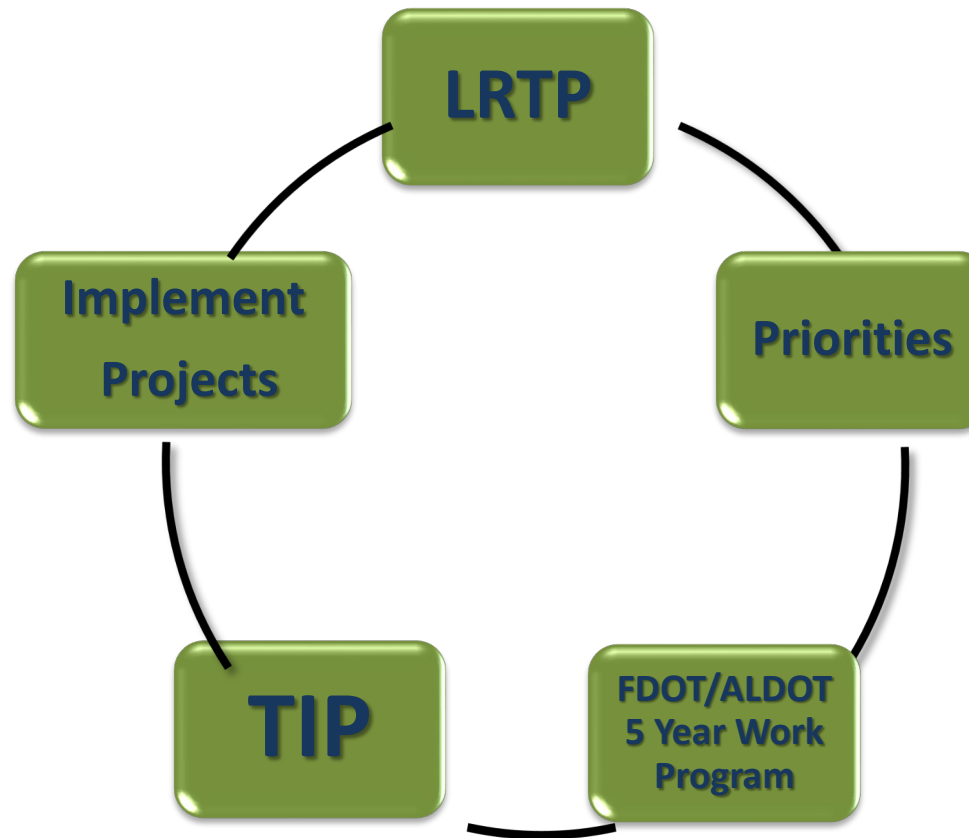 LRTP
Priorities
FDOT/ALDOT
5 Year Work
Program
TIP
Implement
Projects